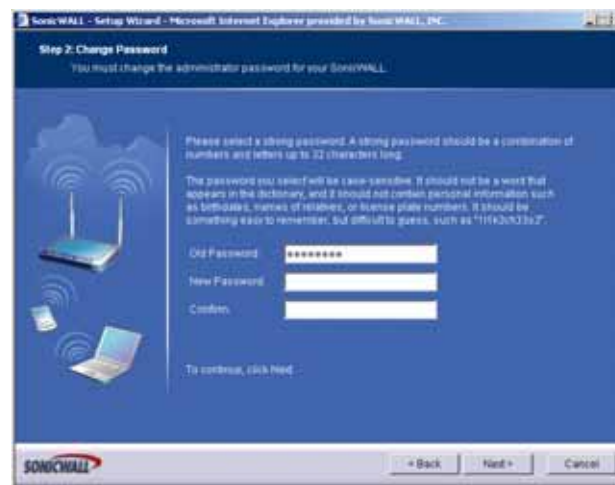 SonicWALL - Setup Wizard - Microsoft Internet Explorer provided by SonicWALL, INC.
Step 2: Change Password
You must change the administrator password for your SonicWALL.
Please select a strong password. A strong password should be a combination of
numbers and letters up to 32 characters long.
The password you select will be case-sensitive. It should not be a word that
appears in the dictionary, and it should not contain personal information such
as birthdates, names of relatives, or license plate numbers. It should be
something easy to remember, but difficult to guess, such as
Old Password:
********
New Password:
Confirm:
To continue, click Next.
SONICWALL
< Back
Next >
Cancel